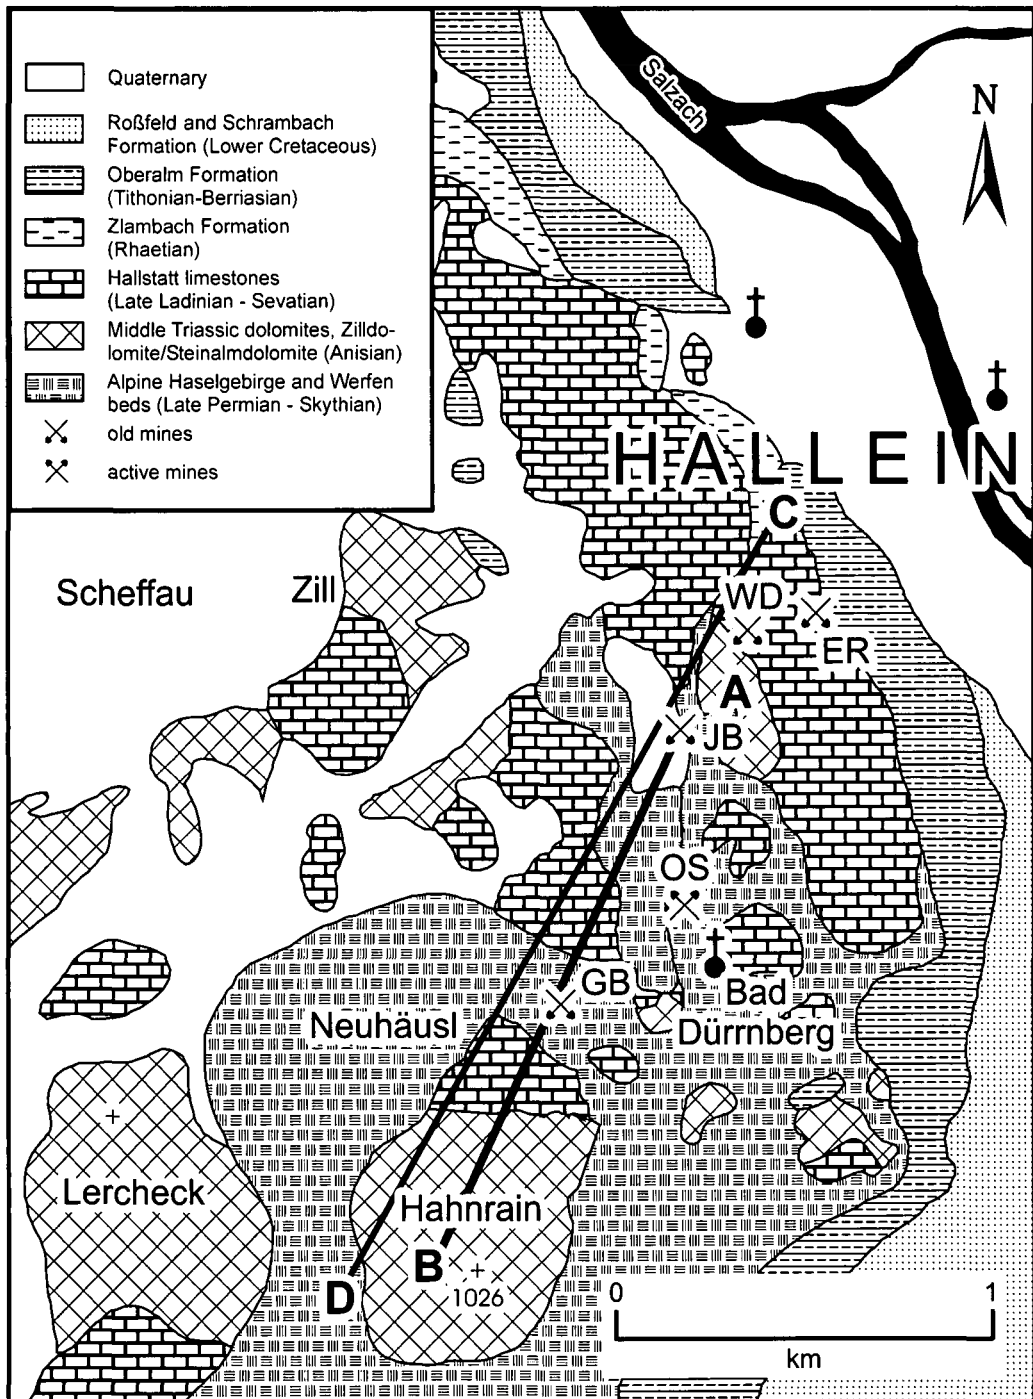 Quaternary
Roßfeld and Schrambach
Formation (Lower Cretaceous)
Oberalm Formation
(Tithonian-Berriasian)
Zlambach Formation
(Rhaetian)
Hallstatt limestones
(Late Ladinian - Sevatian)
Middle Triassic dolomites, Zilldo-
lomite/Steinalmdolomite (Anisian)
Alpine Haselgebirge and Werfen
beds (Late Permian - Skythian)
old mines
active mines
Salzach
N
HALLEIN
C
Scheffau
Zill
WD
ER
A
JB
OS
GB
Bad
Dürrnberg
Neuhäusl
Lercheck
Hahnrain
B
1026
D
0
1
km